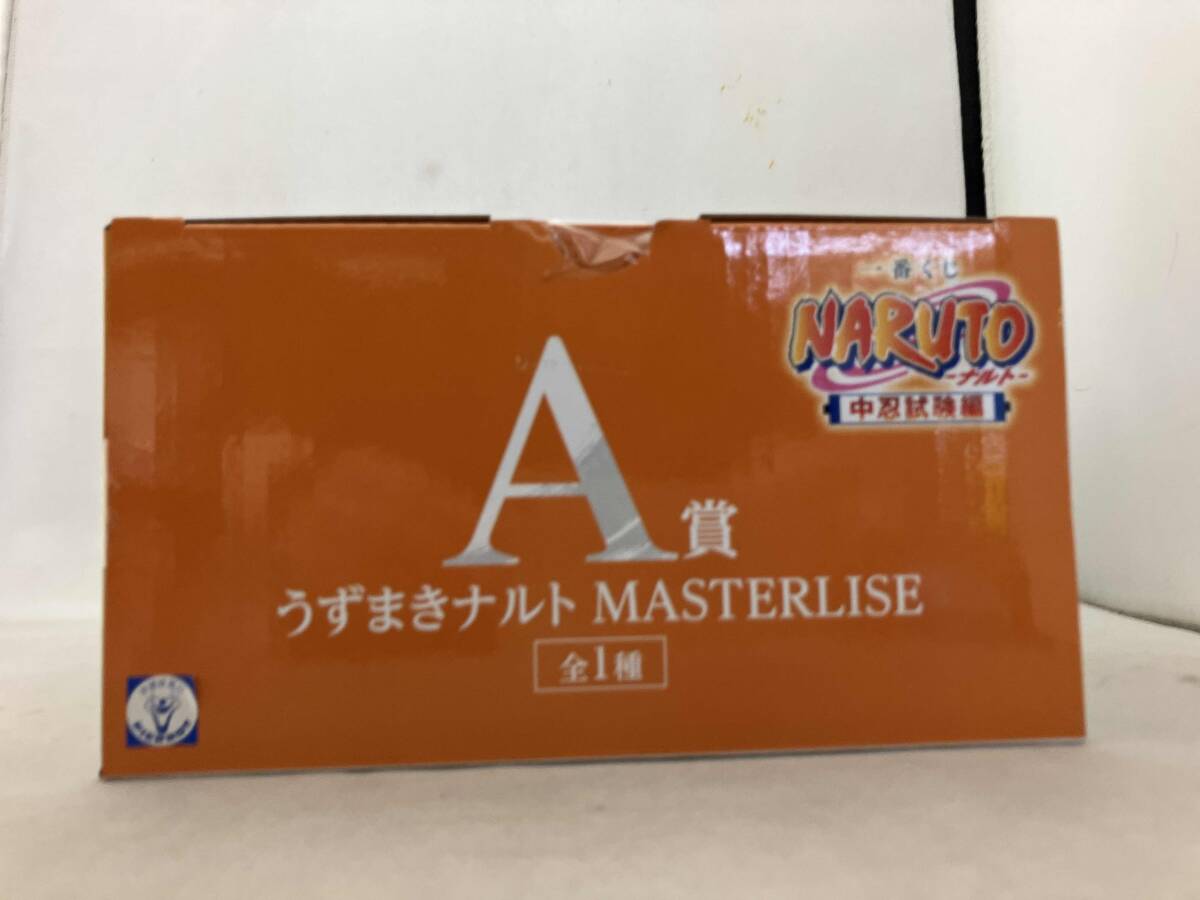 一番くじ
NARUTO
-ナルト-
中忍試験編
A賞
うずまきナルト MASTERLISE
全1種